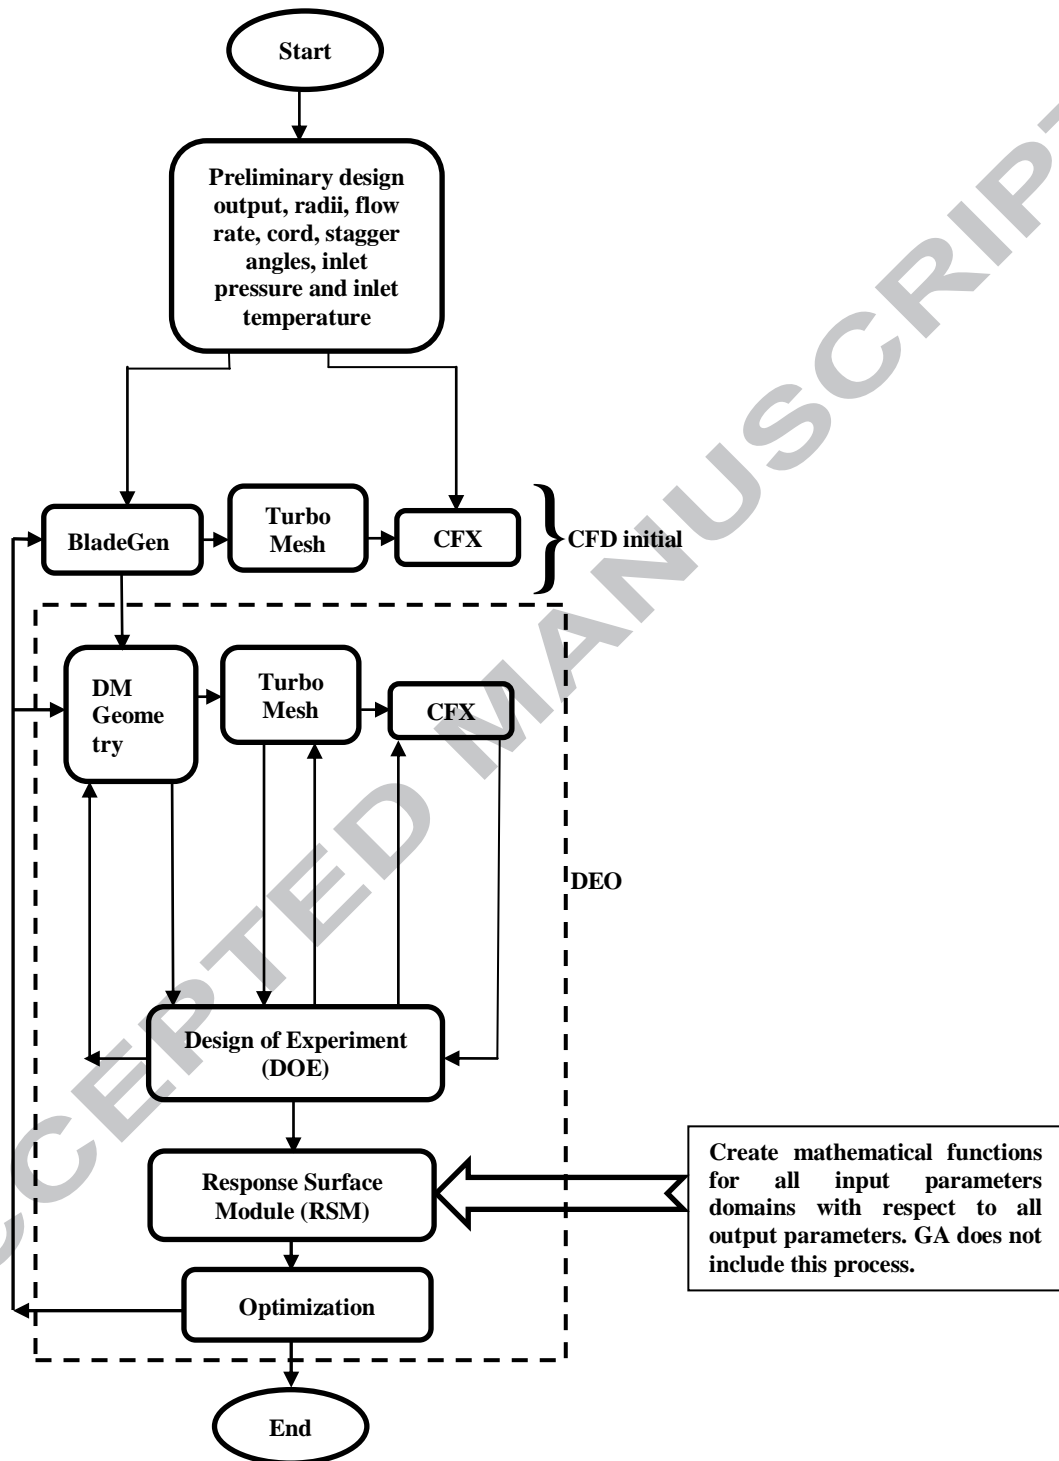 Start
Preliminary design
output, radii, flow
rate, cord, stagger
angles, inlet
pressure and inlet
temperature
BladeGen
Turbo
Mesh
CFX
CFD initial
DM
Geome
try
Turbo
Mesh
CFX
DEO
Design of Experiment
(DOE)
Response Surface
Module (RSM)
Create mathematical functions
for all input parameters
domains with respect to all
output parameters. GA does not
include this process.
Optimization
End
CCEPTED MANUSCRIPT